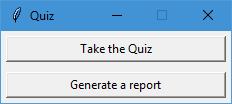 Quiz
Take the Quiz
Generate a report